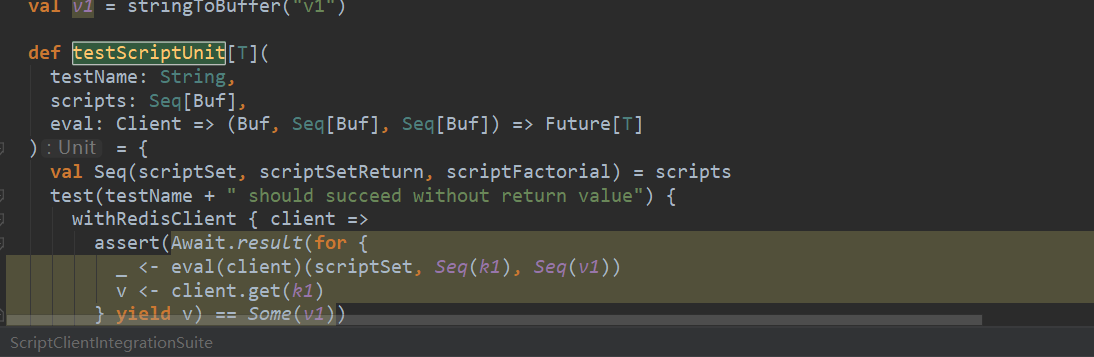 val v1 = stringToBuffer("v1")
def testScriptUnit[T](
testName: String,
scripts: Seq[Buf],
eval: Client => (Buf, Seq[Buf], Seq[Buf]) => Future[T]
) : Unit = {
val Seq(scriptSet, scriptSetReturn, scriptFactorial) = scripts
test(testName + " should succeed without return value") {
withRedisClient { client =>
assert(Await.result(for {
_ <- eval(client)(scriptSet, Seq(k1), Seq(v1))
v <- client.get(k1)
} yield v) == Some(v1))
ScriptClientIntegrationSuite